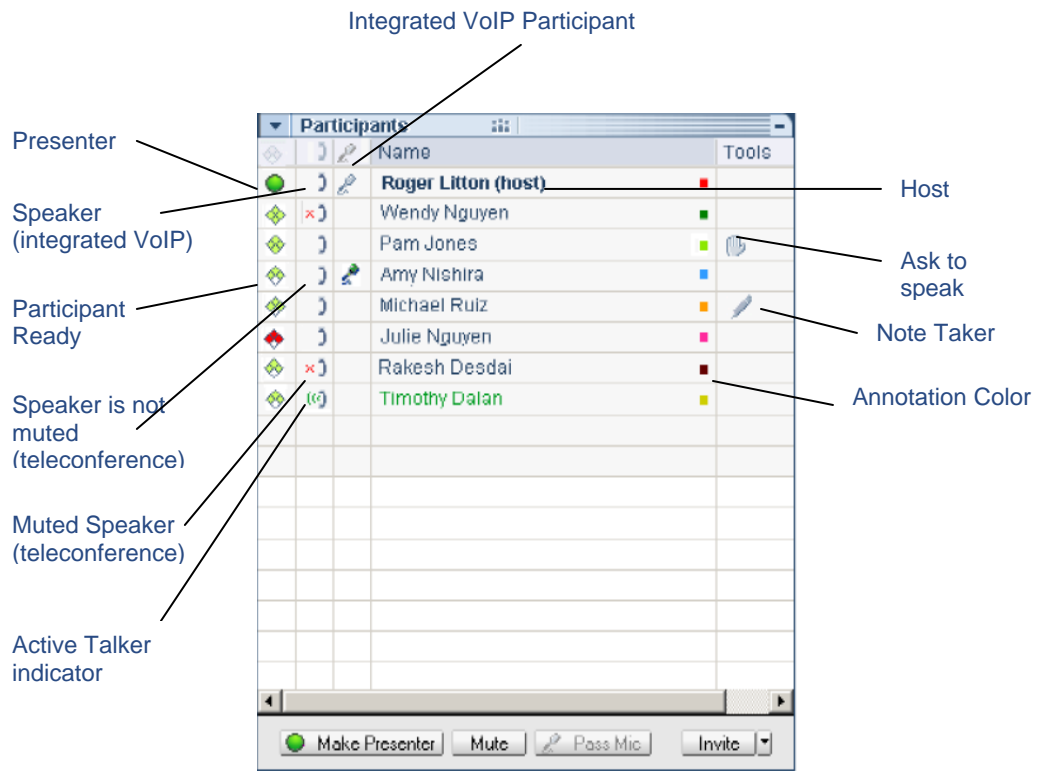 Integrated VoIP Participant
Participants
Name
Tools
Presenter
Roger Litton (host)
Host
Speaker
(integrated VoIP)
Wendy Nguyen
Pam Jones
Ask to
speak
Amy Nishira
Participant
Ready
Michael Ruiz
Note Taker
Julie Nguyen
Rakesh Desdai
Annotation Color
Timothy Dalan
Speaker is not
muted
(teleconference)
Muted Speaker
(teleconference)
Active Talker
indicator
Make Presenter
Mute
Pass Mic
Invite